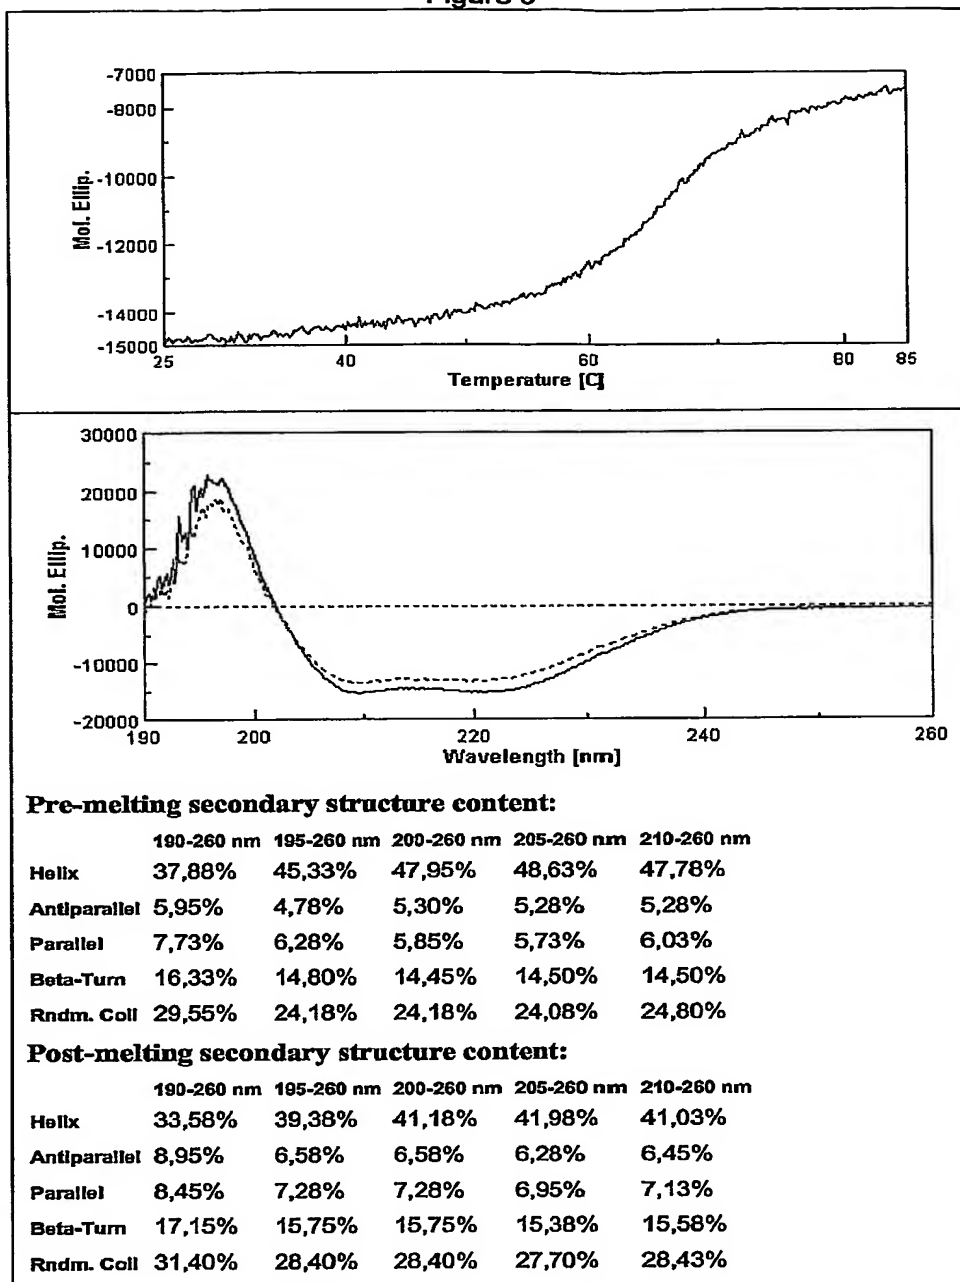 -7000
-8000
-10000
-12000
-14000
-15000
Mol. Ellip.
25 40 60 80 85
Temperature [C]
30000
20000
10000
0
-10000
-20000
Mol. Ellip.
190 200 220 240 260
Wavelength [nm]
Pre-melting secondary structure content:
190-260 nm 195-260 nm 200-260 nm 205-260 nm 210-260 nm
Helix 37,88% 45,33% 47,95% 48,63% 47,78%
Antiparallel 5,95% 4,78% 5,30% 5,28% 5,28%
Parallel 7,73% 6,28% 5,85% 5,73% 6,03%
Beta-Turn 16,33% 14,80% 14,45% 14,50% 14,50%
Rndm. Coil 29,55% 24,18% 24,18% 24,08% 24,80%
Post-melting secondary structure content:
190-260 nm 195-260 nm 200-260 nm 205-260 nm 210-260 nm
Helix 33,58% 39,38% 41,18% 41,98% 41,03%
Antiparallel 8,95% 6,58% 6,58% 6,28% 6,45%
Parallel 8,45% 7,28% 7,28% 6,95% 7,13%
Beta-Turn 17,15% 15,75% 15,75% 15,38% 15,58%
Rndm. Coil 31,40% 28,40% 28,40% 27,70% 28,43%